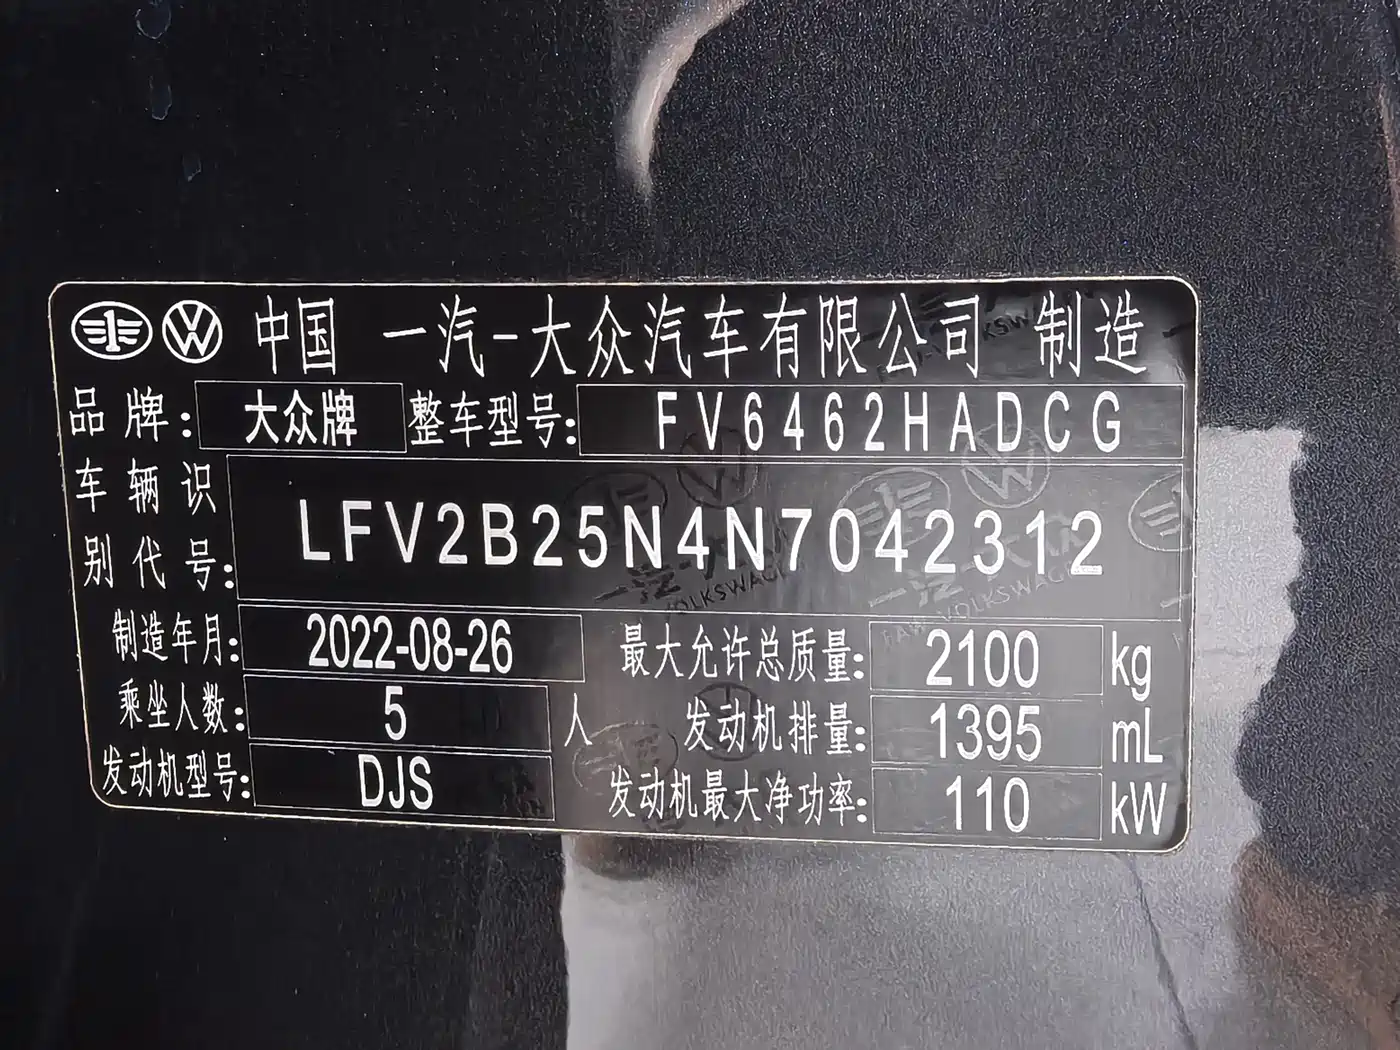 中国 一汽-大众汽车有限公司 制造
品牌: 大众牌 整车型号: FV6462HADCG
车辆识别代号: LFV2B25N4N7042312
制造年月: 2022-08-26 最大允许总质量: 2100 kg
乘坐人数: 5 人 发动机排量: 1395 mL
发动机型号: DJS 发动机最大净功率: 110 kW